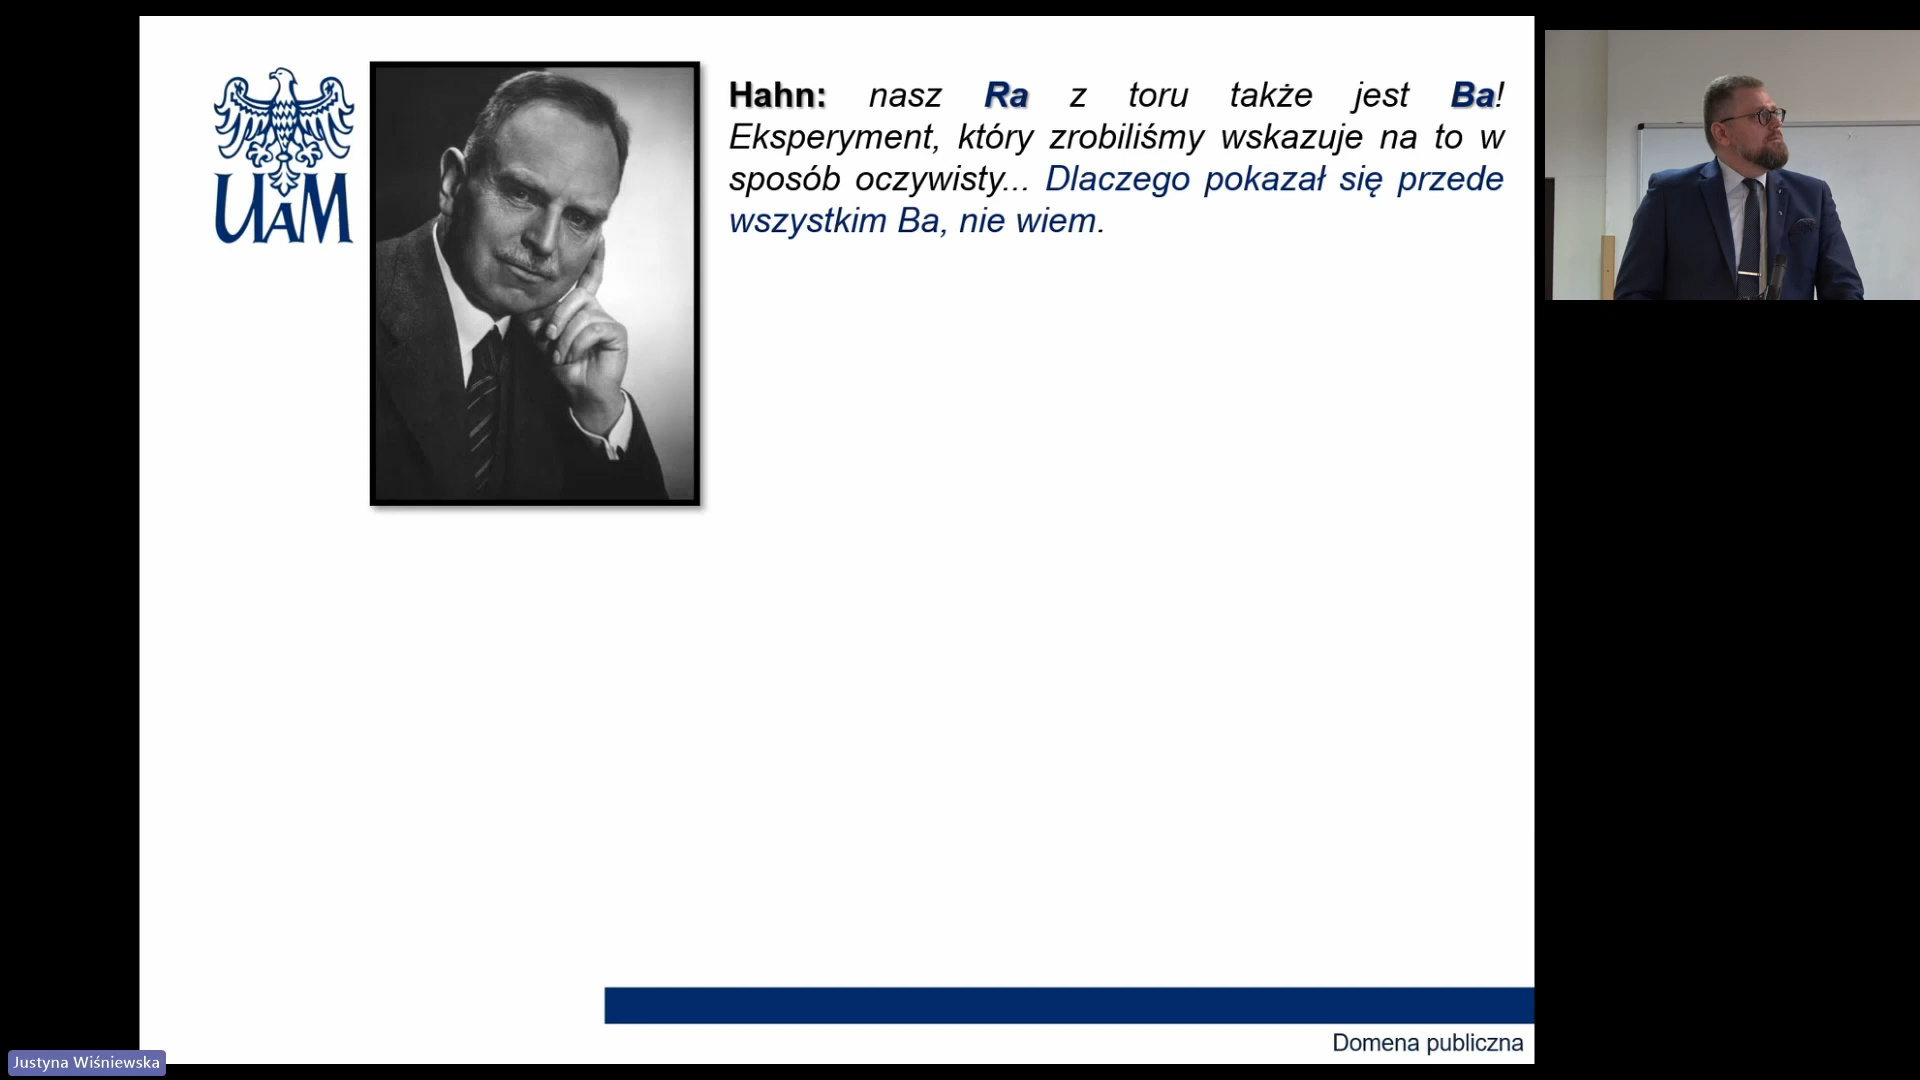 UAM
Hahn: nasz Ra z toru także jest Ba!
Eksperyment, który zrobiliśmy wskazuje na to w
sposób oczywisty... Dlaczego pokazał się przede
wszystkim Ba, nie wiem.
Domena publiczna
Justyna Wiśniewska